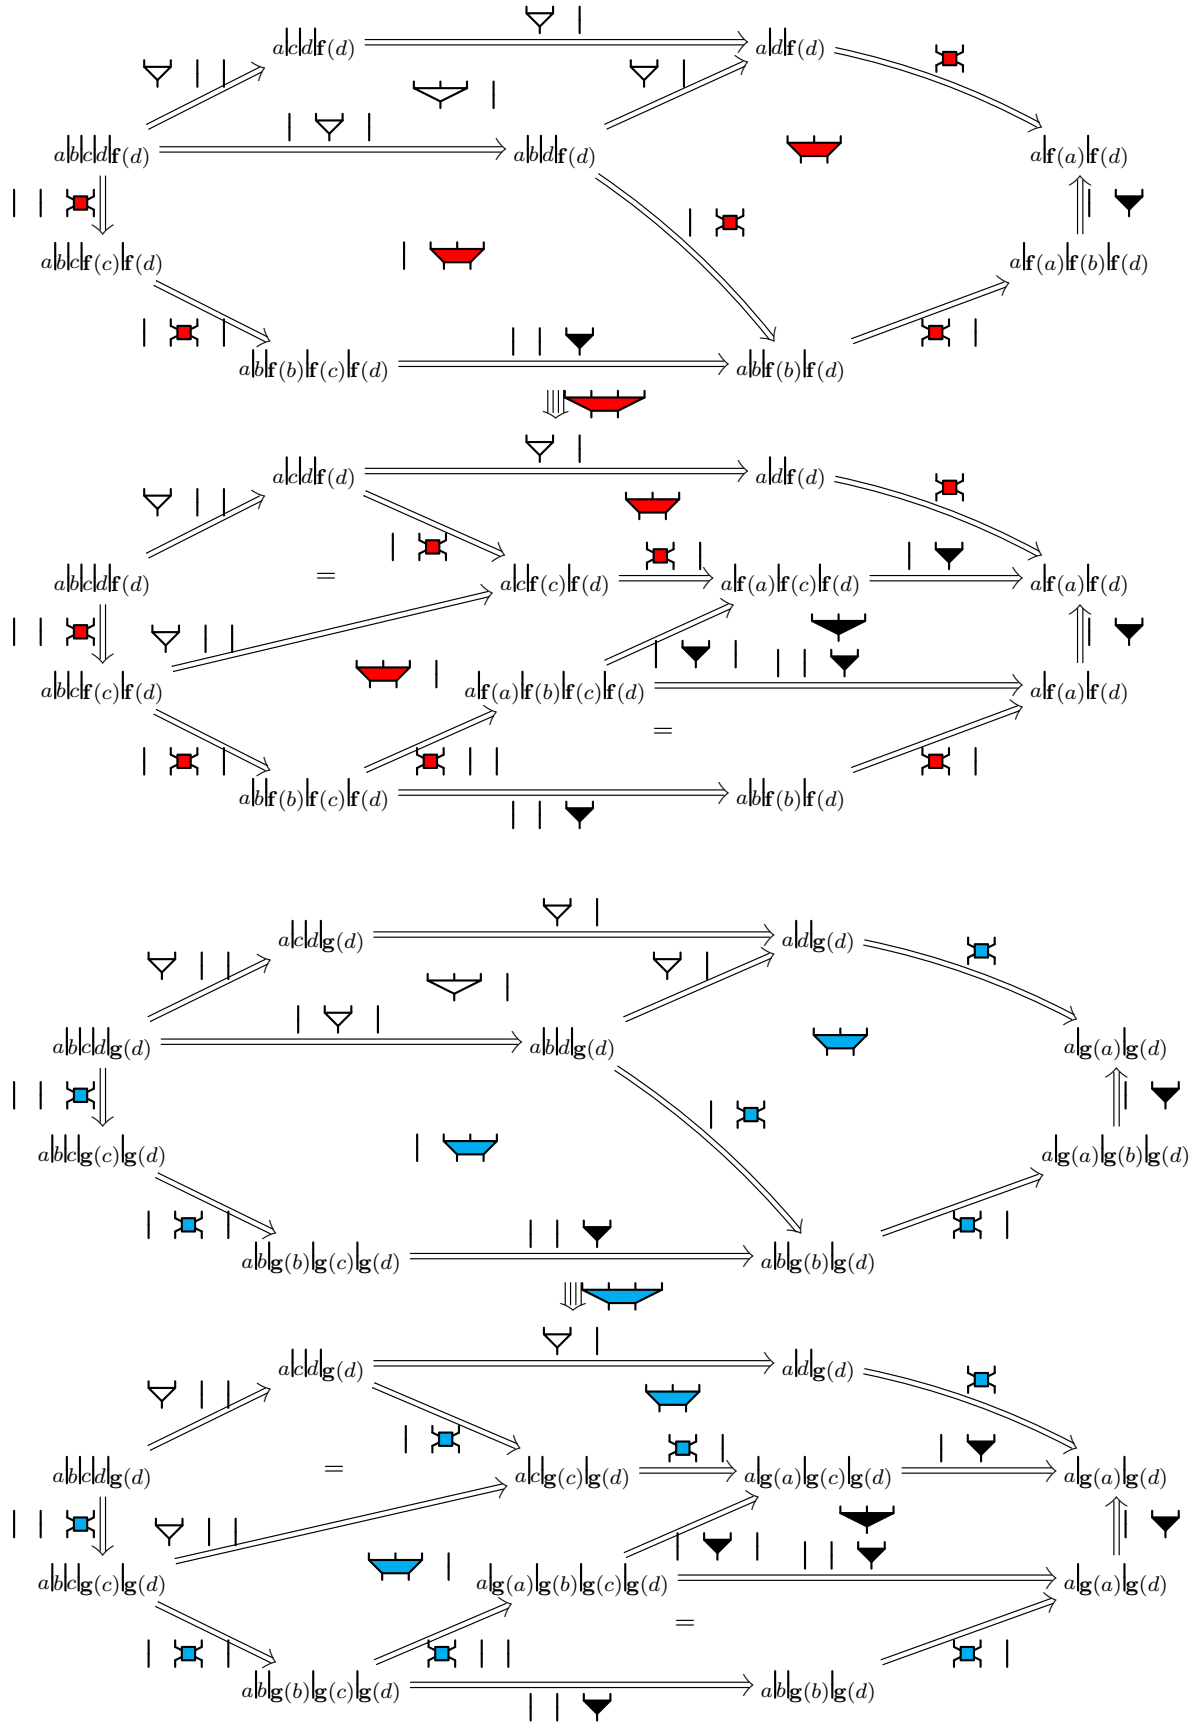 a|c|d|f(d) a|d|f(d)
a|b|c|d|f(d) a|b|d|f(d) a|f(a)|f(d)
a|b|c|f(c)|f(d) a|f(a)|f(b)|f(d)
a|b|f(b)|f(c)|f(d) a|b|f(b)|f(d)
a|c|d|f(d) a|d|f(d)
a|b|c|d|f(d) = a|c|f(c)|f(d) a|f(a)|f(c)|f(d) a|f(a)|f(d)
a|b|c|f(c)|f(d) a|f(a)|f(b)|f(c)|f(d) a|f(a)|f(d)
=
a|b|f(b)|f(c)|f(d) a|b|f(b)|f(d)
a|c|d|g(d) a|d|g(d)
a|b|c|d|g(d) a|b|d|g(d) a|g(a)|g(d)
a|b|c|g(c)|g(d) a|g(a)|g(b)|g(d)
a|b|g(b)|g(c)|g(d) a|b|g(b)|g(d)
a|c|d|g(d) a|d|g(d)
a|b|c|d|g(d) = a|c|g(c)|g(d) a|g(a)|g(c)|g(d) a|g(a)|g(d)
a|b|c|g(c)|g(d) a|g(a)|g(b)|g(c)|g(d) a|g(a)|g(d)
=
a|b|g(b)|g(c)|g(d) a|b|g(b)|g(d)